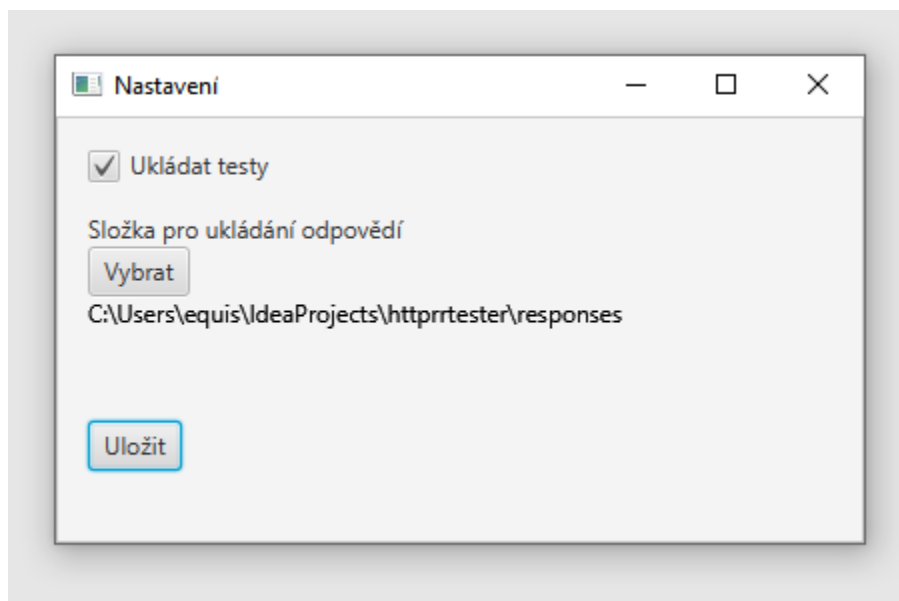 Nastavení
Ukládat testy
Složka pro ukládání odpovědí
Vybrat
C:\Users\equis\IdeaProjects\httprrtester\responses
Uložit